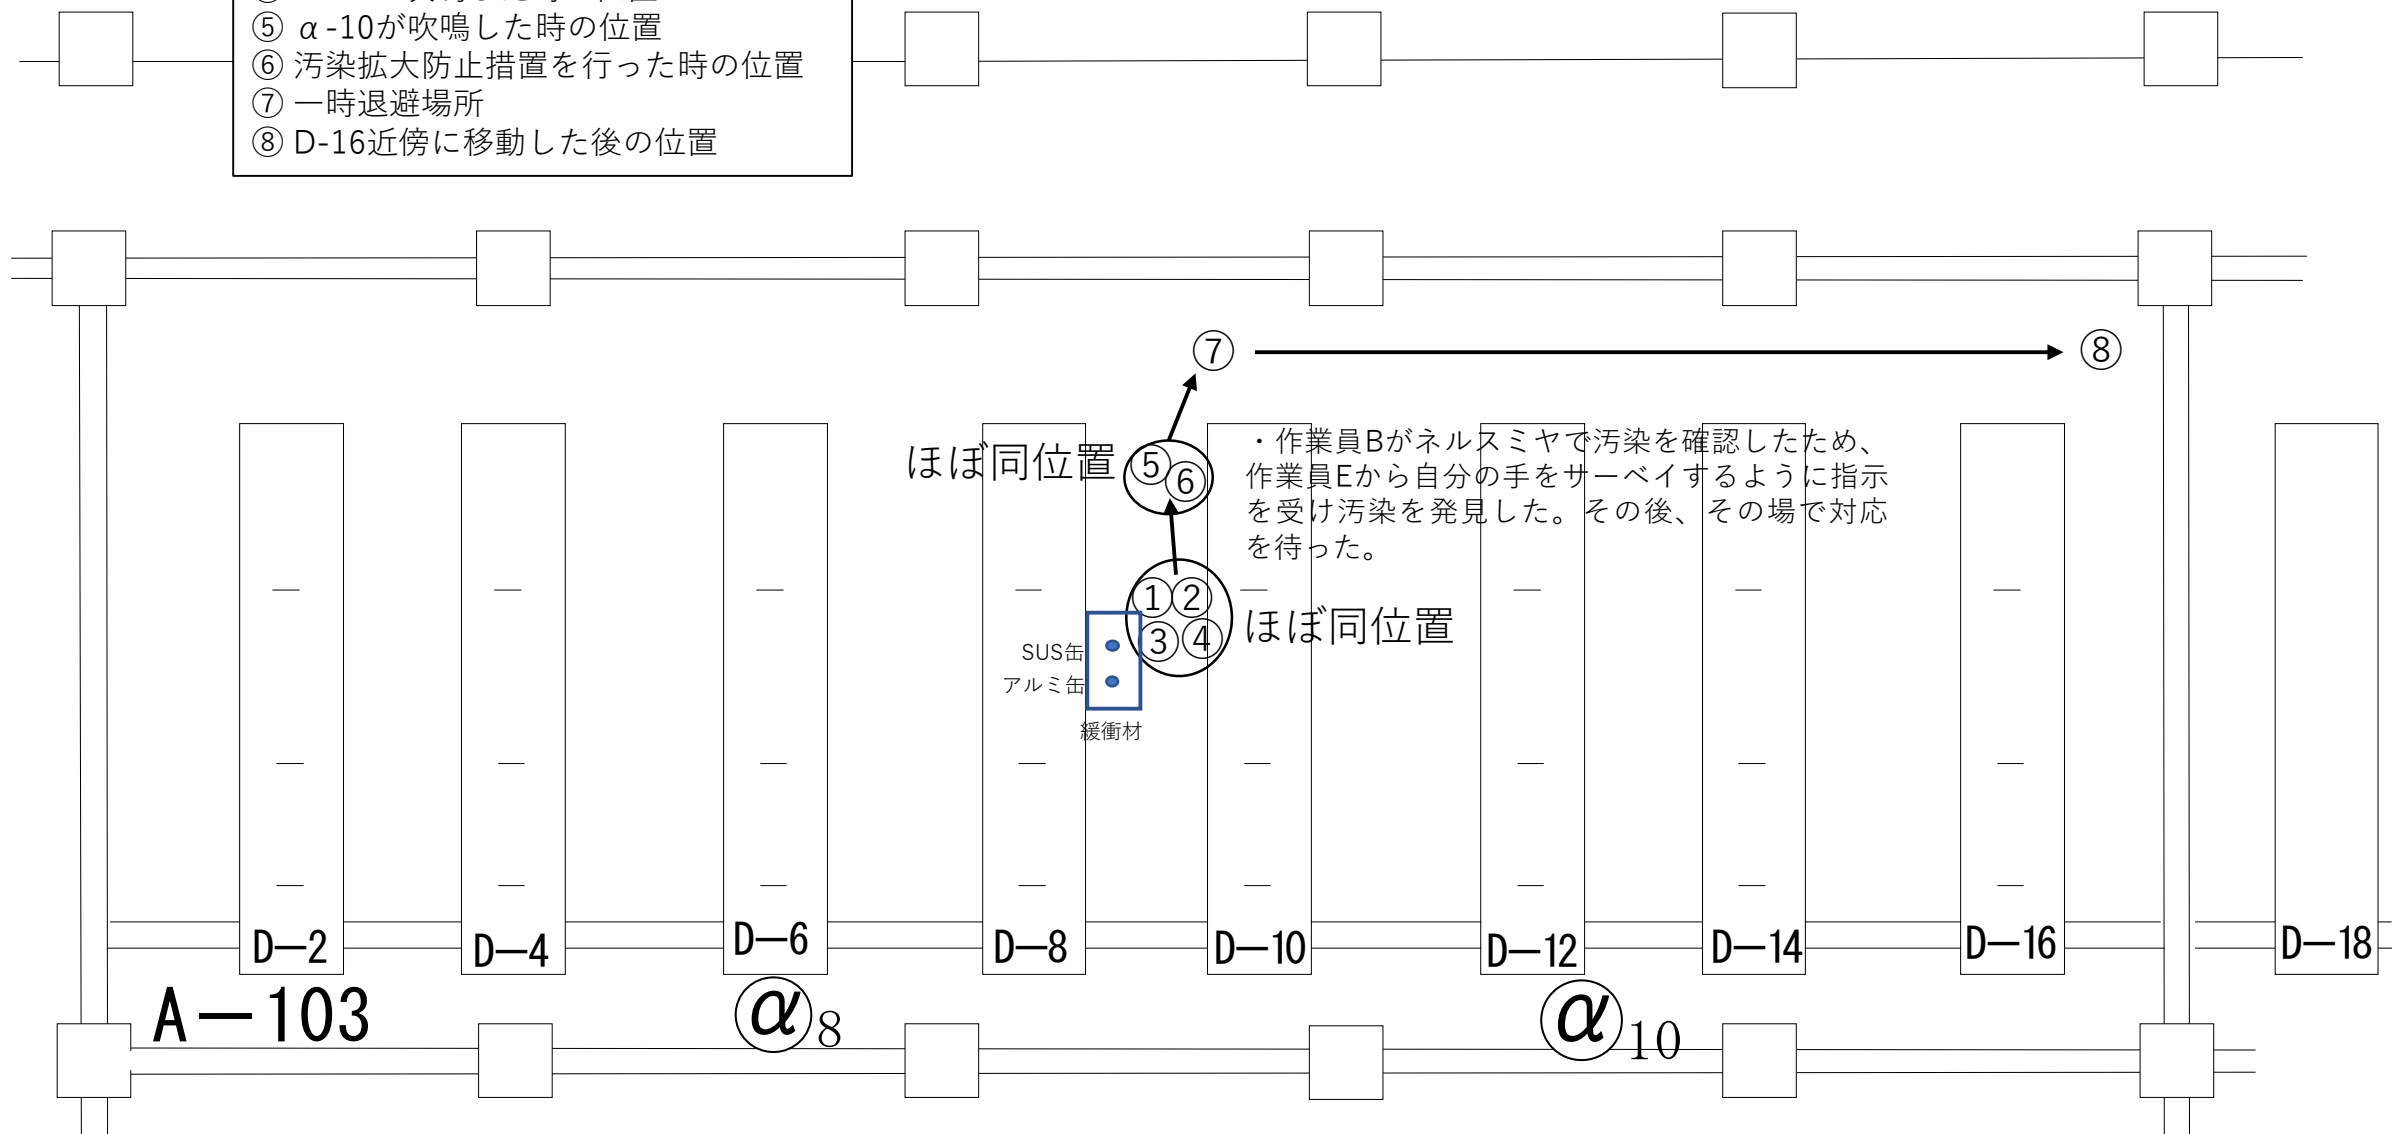 ⑤ α-10が吹鳴した時の位置
⑥ 汚染拡大防止措置を行った時の位置
⑦ 一時退避場所
⑧ D-16近傍に移動した後の位置
⑦
⑧
ほぼ同位置
⑤
⑥
・作業員Bがネルスミヤで汚染を確認したため、
作業員Eから自分の手をサーベイするように指示
を受け汚染を発見した。その後、その場で対応
を待った。
①②
③④
ほぼ同位置
SUS缶
アルミ缶
緩衝材
D-2
D-4
D-6
D-8
D-10
D-12
D-14
D-16
D-18
A-103
α8
α10